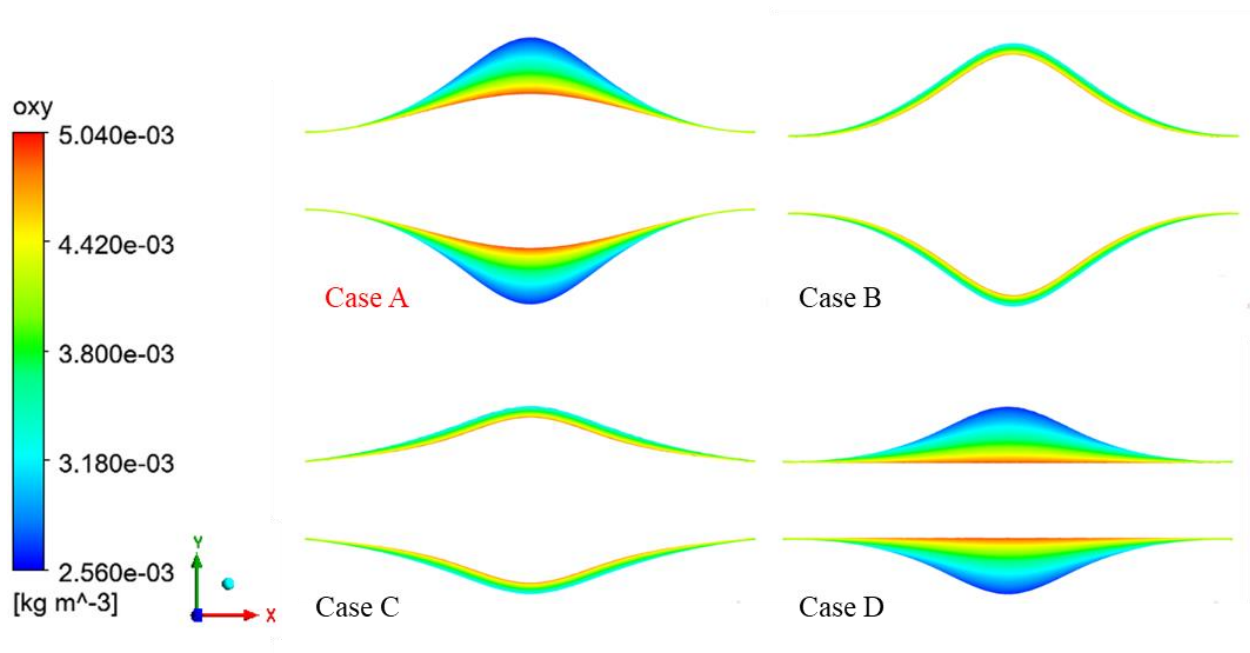 oxy
5.040e-03
4.420e-03
3.800e-03
3.180e-03
2.560e-03
[kg m^-3]
Y
X
Case A
Case B
Case C
Case D